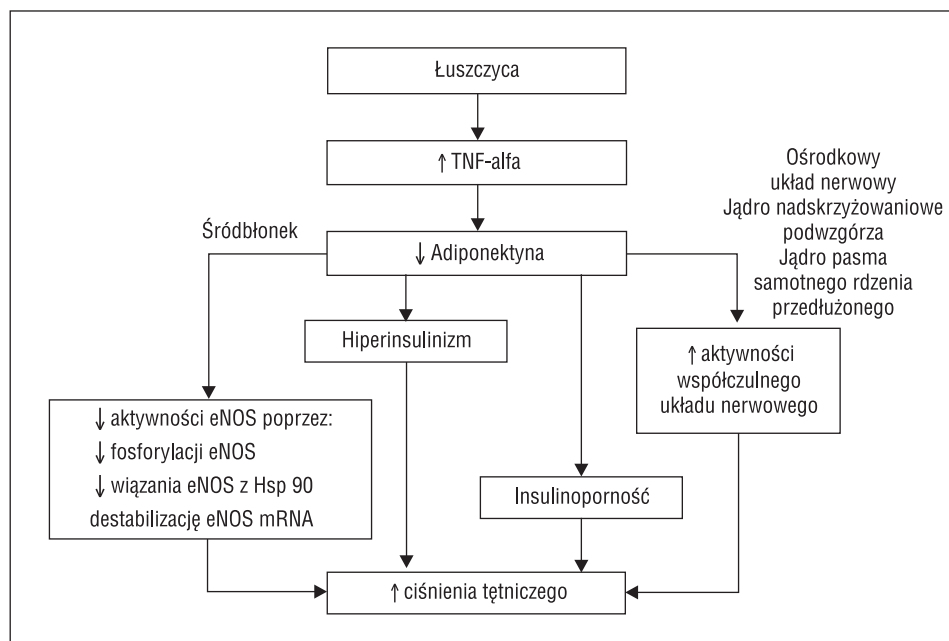 Łuszczyca
↑ TNF-alfa
Śródbłonek
↓ Adiponektyna
Ośrodkowy
układ nerwowy
Jądro nadskrzyżowaniowe
podwzgórza
Jądro pasma
samotnego rdzenia
przedłużonego
Hiperinsulinizm
↑ aktywności
współczulnego
układu nerwowego
↓ aktywności eNOS poprzez:
↓ fosforylacji eNOS
↓ wiązania eNOS z Hsp 90
destabilizację eNOS mRNA
Insulinoporność
↑ ciśnienia tętniczego